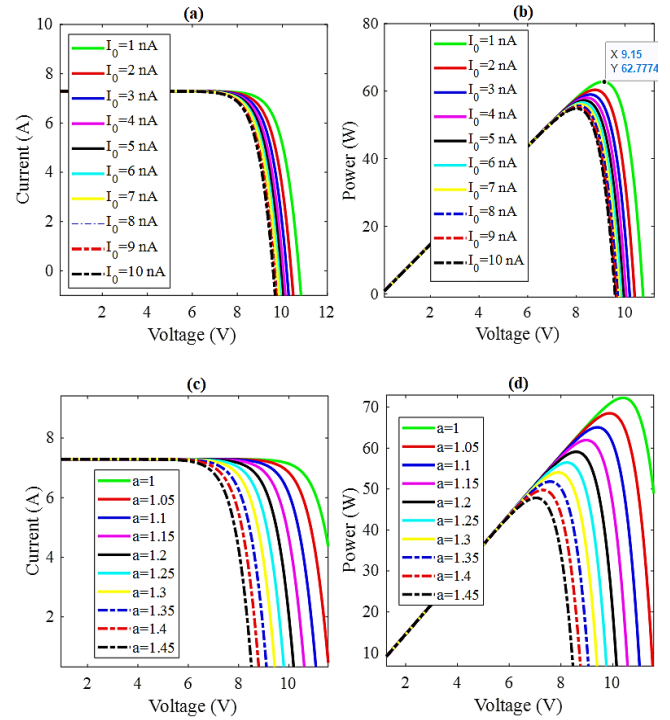 (a)
I0=1 nA
I0=2 nA
I0=3 nA
I0=4 nA
I0=5 nA
I0=6 nA
I0=7 nA
I0=8 nA
I0=9 nA
I0=10 nA
Current (A)
10
8
6
4
2
0
2
4
6
8
10
12
Voltage (V)
(b)
I0=1 nA
I0=2 nA
I0=3 nA
I0=4 nA
I0=5 nA
I0=6 nA
I0=7 nA
I0=8 nA
I0=9 nA
I0=10 nA
X 9.15
Y 62.7774
Power (W)
80
60
40
20
0
0
2
4
6
8
10
Voltage (V)
(c)
a=1
a=1.05
a=1.1
a=1.15
a=1.2
a=1.25
a=1.3
a=1.35
a=1.4
a=1.45
Current (A)
8
6
4
2
2
4
6
8
10
Voltage (V)
(d)
a=1
a=1.05
a=1.1
a=1.15
a=1.2
a=1.25
a=1.3
a=1.35
a=1.4
a=1.45
Power (W)
70
60
50
40
30
20
10
2
4
6
8
10
Voltage (V)